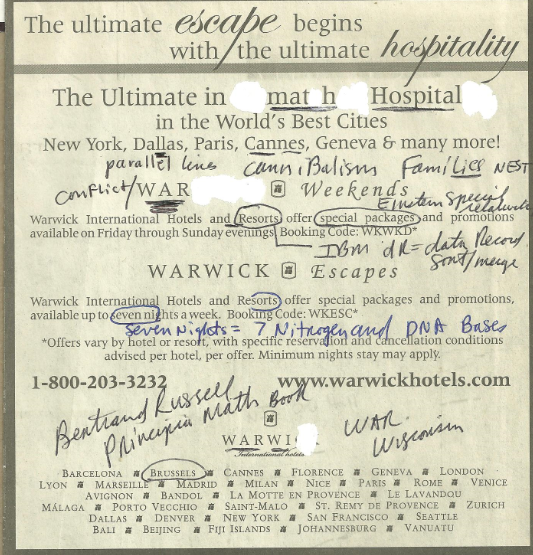 The ultimate escape begins
with the ultimate hospitality
The Ultimate in mat h Hospital
in the World's Best Cities
New York, Dallas, Paris, Cannes, Geneva & many more!
parallel lines canniBalism Families NEST
conflict/WAR Weekends
Einstein Special
Warwick International Hotels and Resorts offer special packages and promotions
available on Friday through Sunday evenings. Booking Code: WKWKD*
IBM dR = data Record
Sort/merge
WARWICK Escapes
Warwick International Hotels and Resorts offer special packages and promotions,
available up to seven nights a week. Booking Code: WKESC*
Seven Nights = 7 Nitrogen and DNA Bases
*Offers vary by hotel or resort, with specific reservation and cancellation conditions
advised per hotel, per offer. Minimum nights stay may apply.
1-800-203-3232 www.warwickhotels.com
Bertrand Russell
Principia Math Book
WAR
Wisconsin
WARWIC
International hotels
BARCELONA BRUSSELS CANNES FLORENCE GENEVA LONDON
LYON MARSEILLE MADRID MILAN NICE PARIS ROME VENICE
AVIGNON BANDOL LA MOTTE EN PROVENCE LE LAVANDOU
MÁLAGA PORTO VECCHIO SAINT-MALO ST. REMY DE PROVENCE ZURICH
DALLAS DENVER NEW YORK SAN FRANCISCO SEATTLE
BALI BEIJING FIJI ISLANDS JOHANNESBURG VANUATU